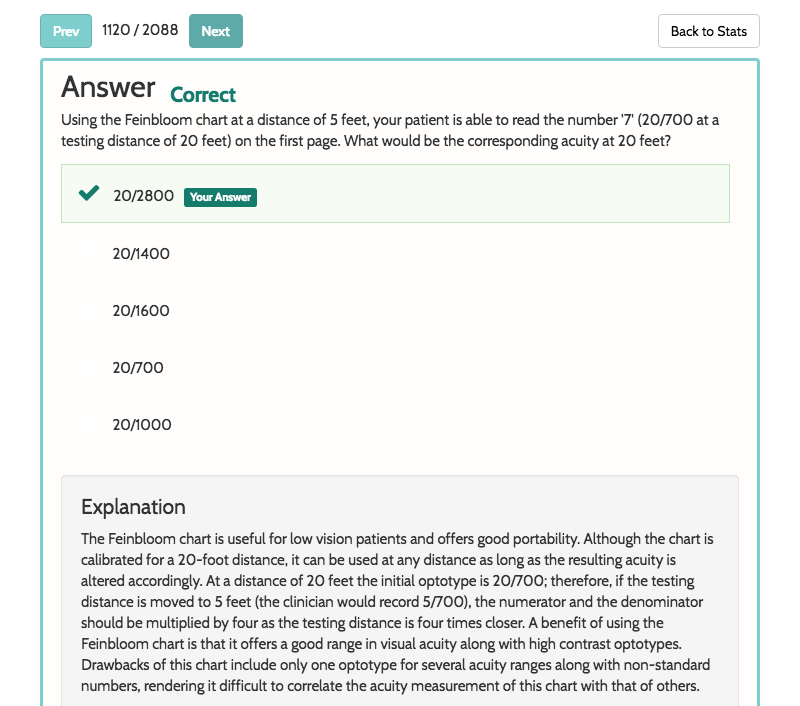 Prev 1120 / 2088 Next Back to Stats
Answer Correct
Using the Feinbloom chart at a distance of 5 feet, your patient is able to read the number '7' (20/700 at a
testing distance of 20 feet) on the first page. What would be the corresponding acuity at 20 feet?
20/2800 Your Answer
20/1400
20/1600
20/700
20/1000
Explanation
The Feinbloom chart is useful for low vision patients and offers good portability. Although the chart is
calibrated for a 20-foot distance, it can be used at any distance as long as the resulting acuity is
altered accordingly. At a distance of 20 feet the initial optotype is 20/700; therefore, if the testing
distance is moved to 5 feet (the clinician would record 5/700), the numerator and the denominator
should be multiplied by four as the testing distance is four times closer. A benefit of using the
Feinbloom chart is that it offers a good range in visual acuity along with high contrast optotypes.
Drawbacks of this chart include only one optotype for several acuity ranges along with non-standard
numbers, rendering it difficult to correlate the acuity measurement of this chart with that of others.